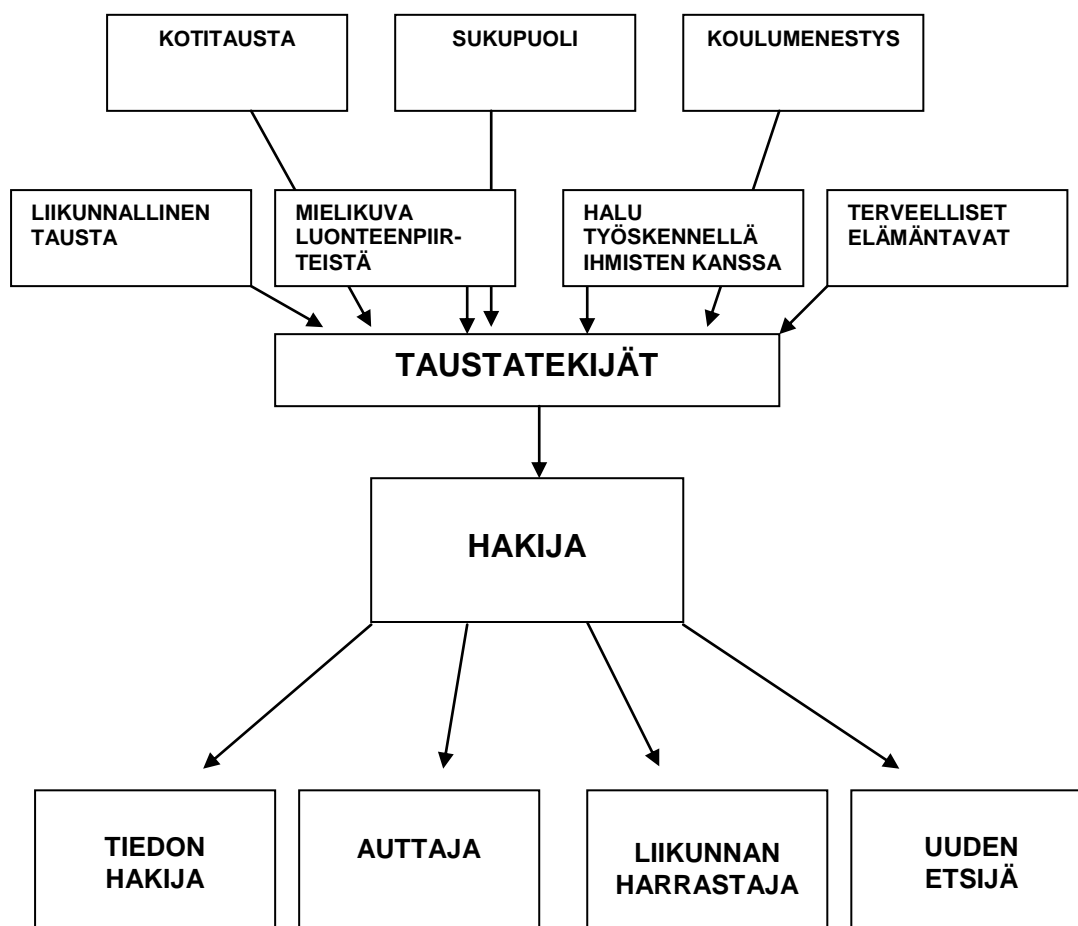 KOTITAUSTA
SUKUPUOLI
KOULUMENESTYS
LIIKUNNALLINEN
TAUSTA
MIELIKUVA
LUONTEENPIIR-
TEISTÄ
HALU
TYÖSKENNELLÄ
IHMISTEN KANSSA
TERVEELLISET
ELÄMÄNTAVAT
TAUSTATEKIJÄT
HAKIJA
TIEDON
HAKIJA
AUTTAJA
LIIKUNNAN
HARRASTAJA
UUDEN
ETSIJÄ